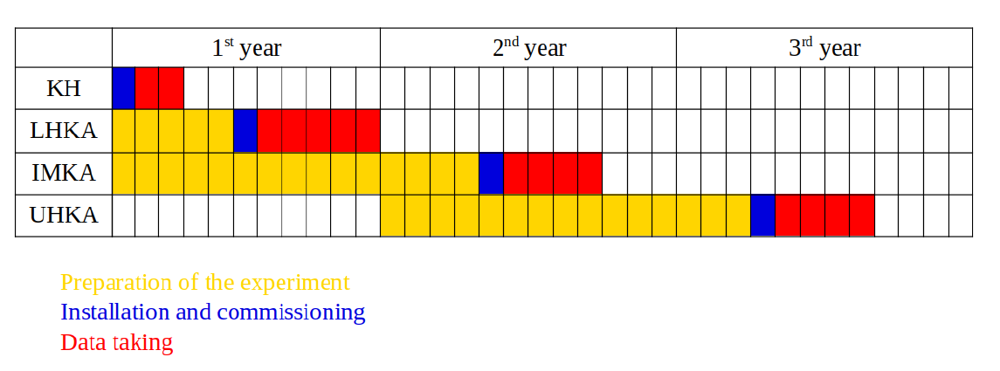 1st year 2nd year 3rd year
KH
LHKA
IMKA
UHKA
Preparation of the experiment
Installation and commissioning
Data taking